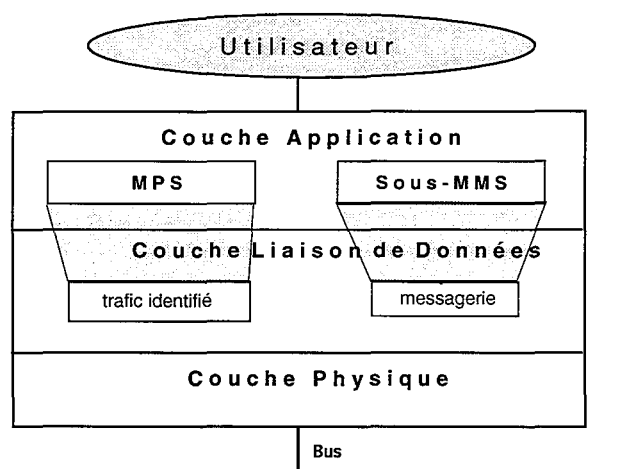 Utilisateur
Couche Application
MPS
Sous-MMS
Couche Liaison de Données
trafic identifié
messagerie
Couche Physique
Bus